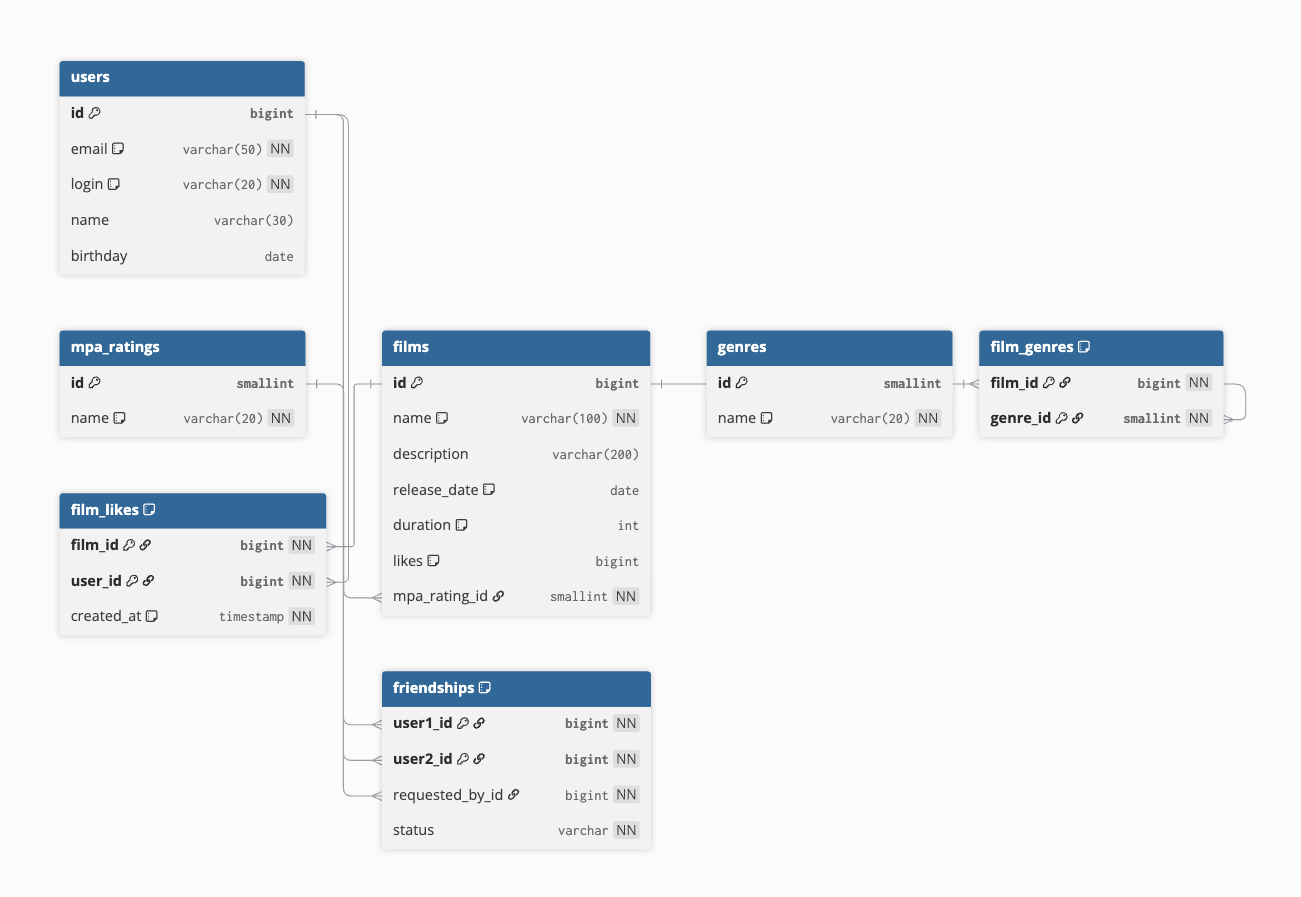 users
id bigint
email varchar(50) NN
login varchar(20) NN
name varchar(30)
birthday date
mpa_ratings
id smallint
name varchar(20) NN
films
id bigint
name varchar(100) NN
description varchar(200)
release_date date
duration int
likes bigint
mpa_rating_id smallint NN
genres
id smallint
name varchar(20) NN
film_genres
film_id bigint NN
genre_id smallint NN
film_likes
film_id bigint NN
user_id bigint NN
created_at timestamp NN
friendships
user1_id bigint NN
user2_id bigint NN
requested_by_id bigint NN
status varchar NN